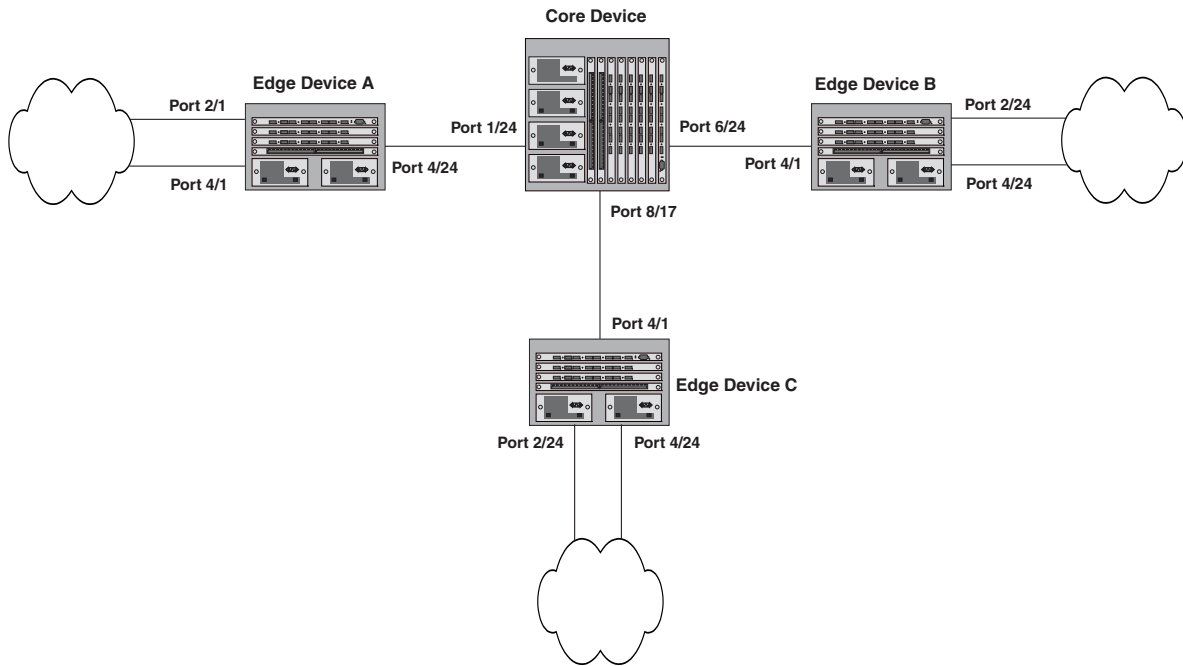 Core Device
Edge Device A
Edge Device B
Port 2/1
Port 2/24
Port 1/24
Port 6/24
Port 4/1
Port 4/24
Port 4/1
Port 4/24
Port 8/17
Port 4/1
Edge Device C
Port 2/24
Port 4/24